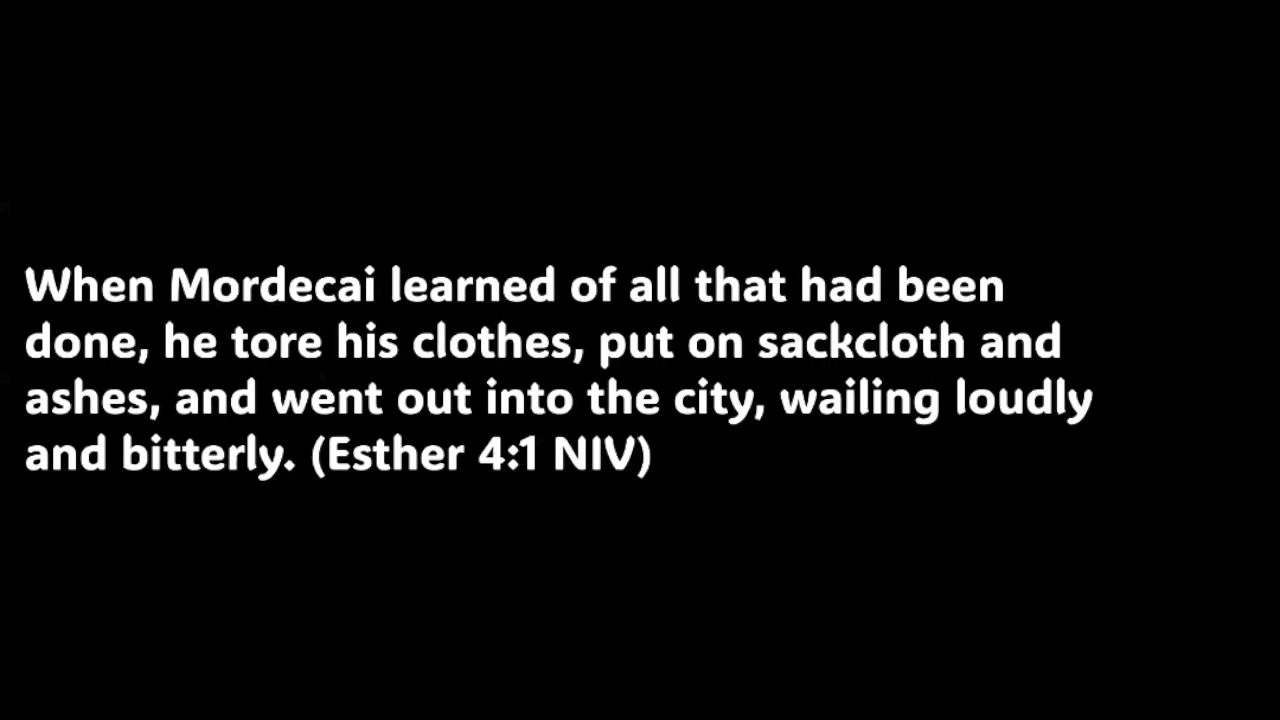 When Mordecai learned of all that had been
done, he tore his clothes, put on sackcloth and
ashes, and went out into the city, wailing loudly
and bitterly. (Esther 4:1 NIV)